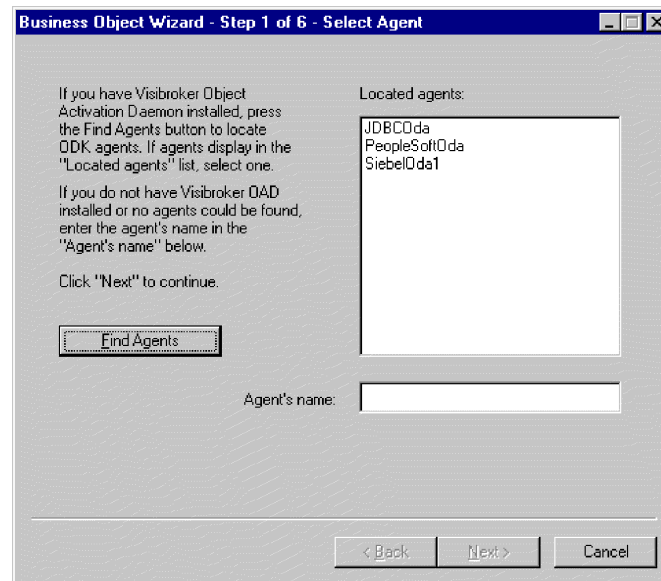 Business Object Wizard - Step 1 of 6 - Select Agent
If you have Visibroker Object
Activation Daemon installed, press
the Find Agents button to locate
ODK agents. If agents display in the
"Located agents" list, select one.
If you do not have Visibroker OAD
installed or no agents could be found,
enter the agent's name in the
"Agent's name" below.
Click "Next" to continue.
Find Agents
Located agents:
JDBCOda
PeopleSoftOda
SiebelOda1
Agent's name:
< Back
Next >
Cancel